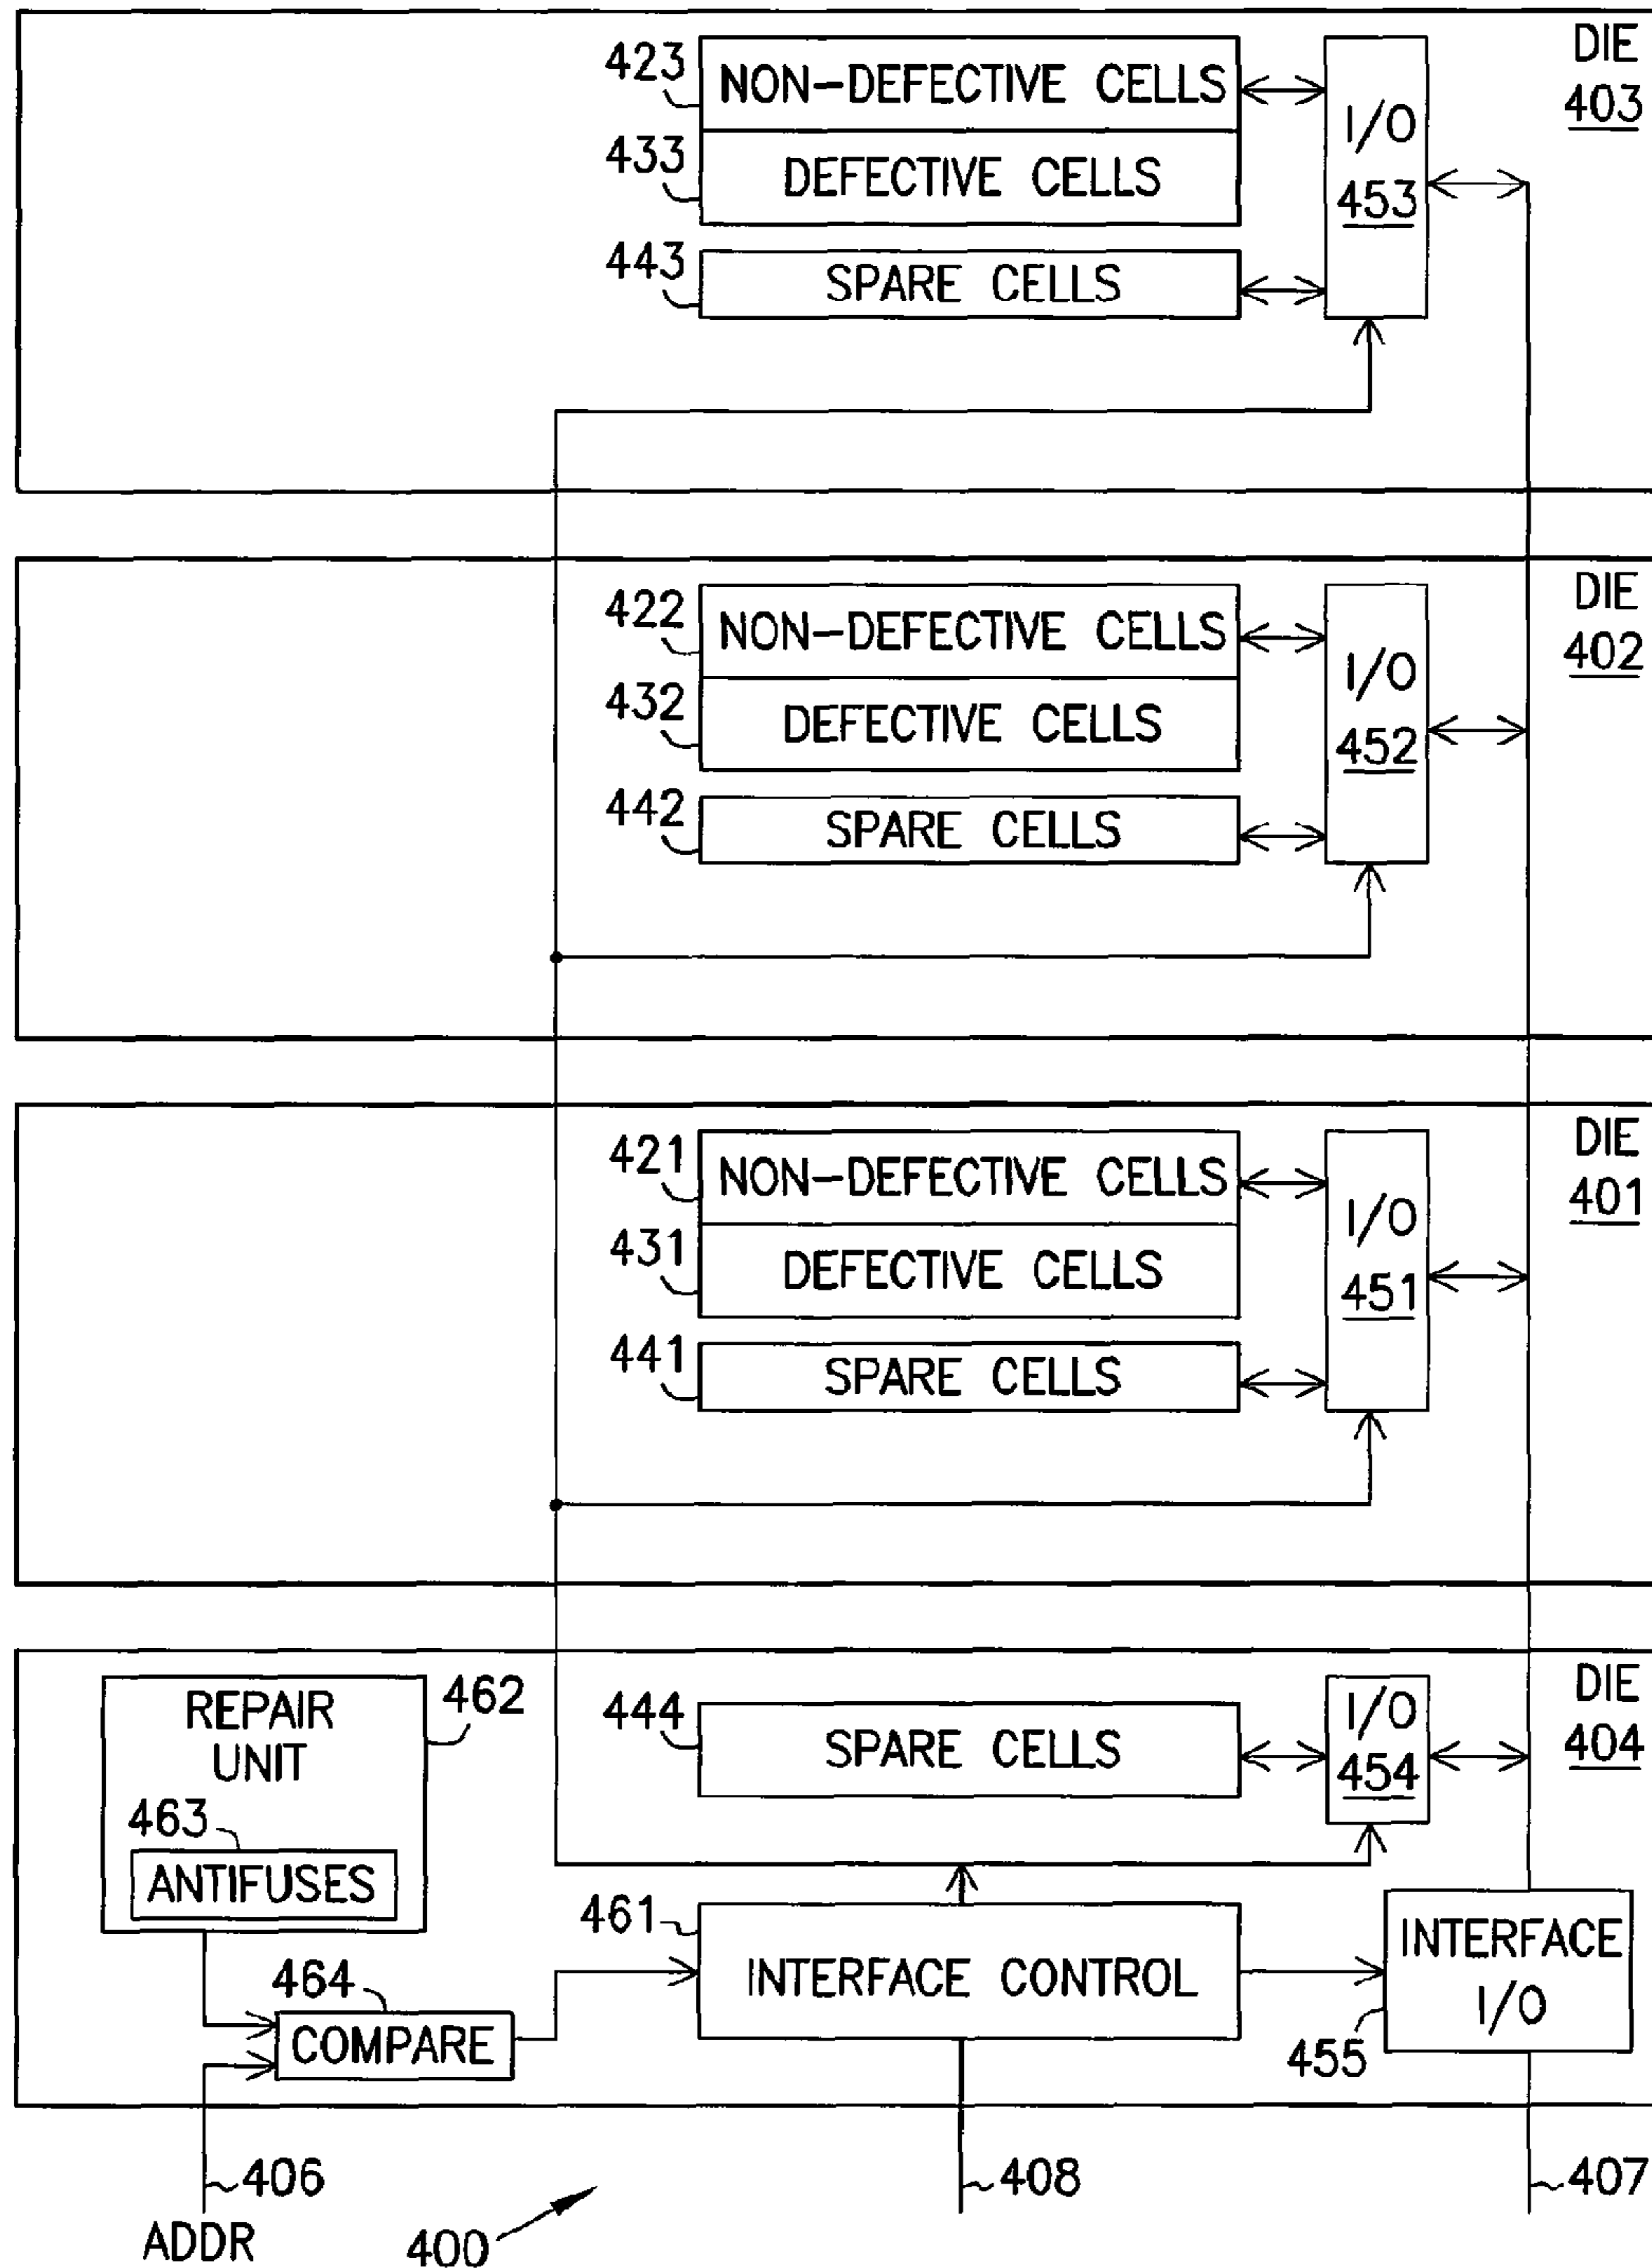 DIE
423
NON-DEFECTIVE CELLS
403
I/O
433
DEFECTIVE CELLS
453
443
SPARE CELLS
DIE
422
NON-DEFECTIVE CELLS
402
I/O
432
DEFECTIVE CELLS
452
442
SPARE CELLS
DIE
421
NON-DEFECTIVE CELLS
401
I/O
431
DEFECTIVE CELLS
451
441
SPARE CELLS
DIE
REPAIR
UNIT
462
444
SPARE CELLS
I/O
454
404
463
ANTIFUSES
461
INTERFACE CONTROL
INTERFACE
I/O
464
COMPARE
455
406
408
407
ADDR
400